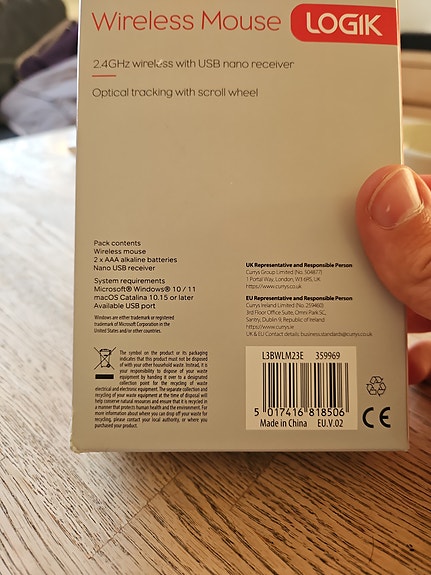 Wireless Mouse
LOGIK
2.4GHz wireless with USB nano receiver
Optical tracking with scroll wheel
Pack contents
Wireless mouse
2 x AAA alkaline batteries
Nano USB receiver
System requirements
Microsoft® Windows® 10 / 11
macOS Catalina 10.15 or later
Available USB port
Windows are either trademark or registered
trademark of Microsoft Corporation in the
United States and/or other countries.
The symbol on the product or its packaging
indicates that this product must not be disposed
of with your other household waste. Instead, it is
your responsibility to dispose of your waste
equipment by handing it over to a designated
collection point for the recycling of waste
electrical and electronic equipment. The separate collection and
recycling of your waste equipment at the time of disposal will
help conserve natural resources and ensure that it is recycled in
a manner that protects human health and the environment. For
more information about where you can drop off your waste for
recycling, please contact your local authority, or where you
purchased your product.
UK Representative and Responsible Person
Currys Group Limited (No. 504877)
1 Portal Way, London, W3 6RS, UK
https://www.currys
EU Representative and Responsible Person
Currys Ireland Limited (No. 259460)
3rd Floor Office Suite, Omni Park SC,
Santry, Dublin 9, Republic of Ireland
https://www.currys.ie
UK & EU Contact details: business.standards@currys.co.uk
L3BWLM23E 359969
5 017416 818506
Made in China EU.V.02
CE